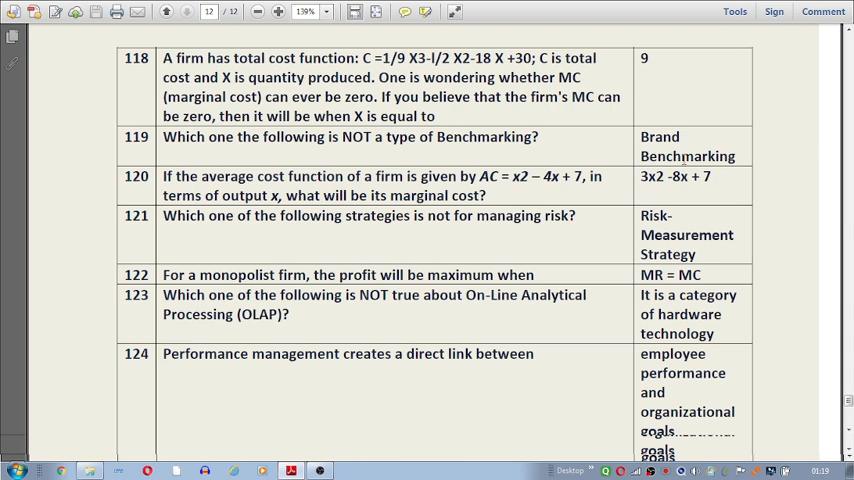 12 / 12
139%
Tools
Sign
Comment
118 A firm has total cost function: C =1/9 X3-I/2 X2-18 X +30; C is total 9
cost and X is quantity produced. One is wondering whether MC
(marginal cost) can ever be zero. If you believe that the firm's MC can
be zero, then it will be when X is equal to
119 Which one the following is NOT a type of Benchmarking? Brand
Benchmarking
120 If the average cost function of a firm is given by AC = x2 – 4x + 7, in 3x2 -8x + 7
terms of output x, what will be its marginal cost?
121 Which one of the following strategies is not for managing risk? Risk-
Measurement
Strategy
122 For a monopolist firm, the profit will be maximum when MR = MC
123 Which one of the following is NOT true about On-Line Analytical It is a category
Processing (OLAP)? of hardware
technology
124 Performance management creates a direct link between employee
performance
and
organizational
goals
goals
goals
Desktop
01:19